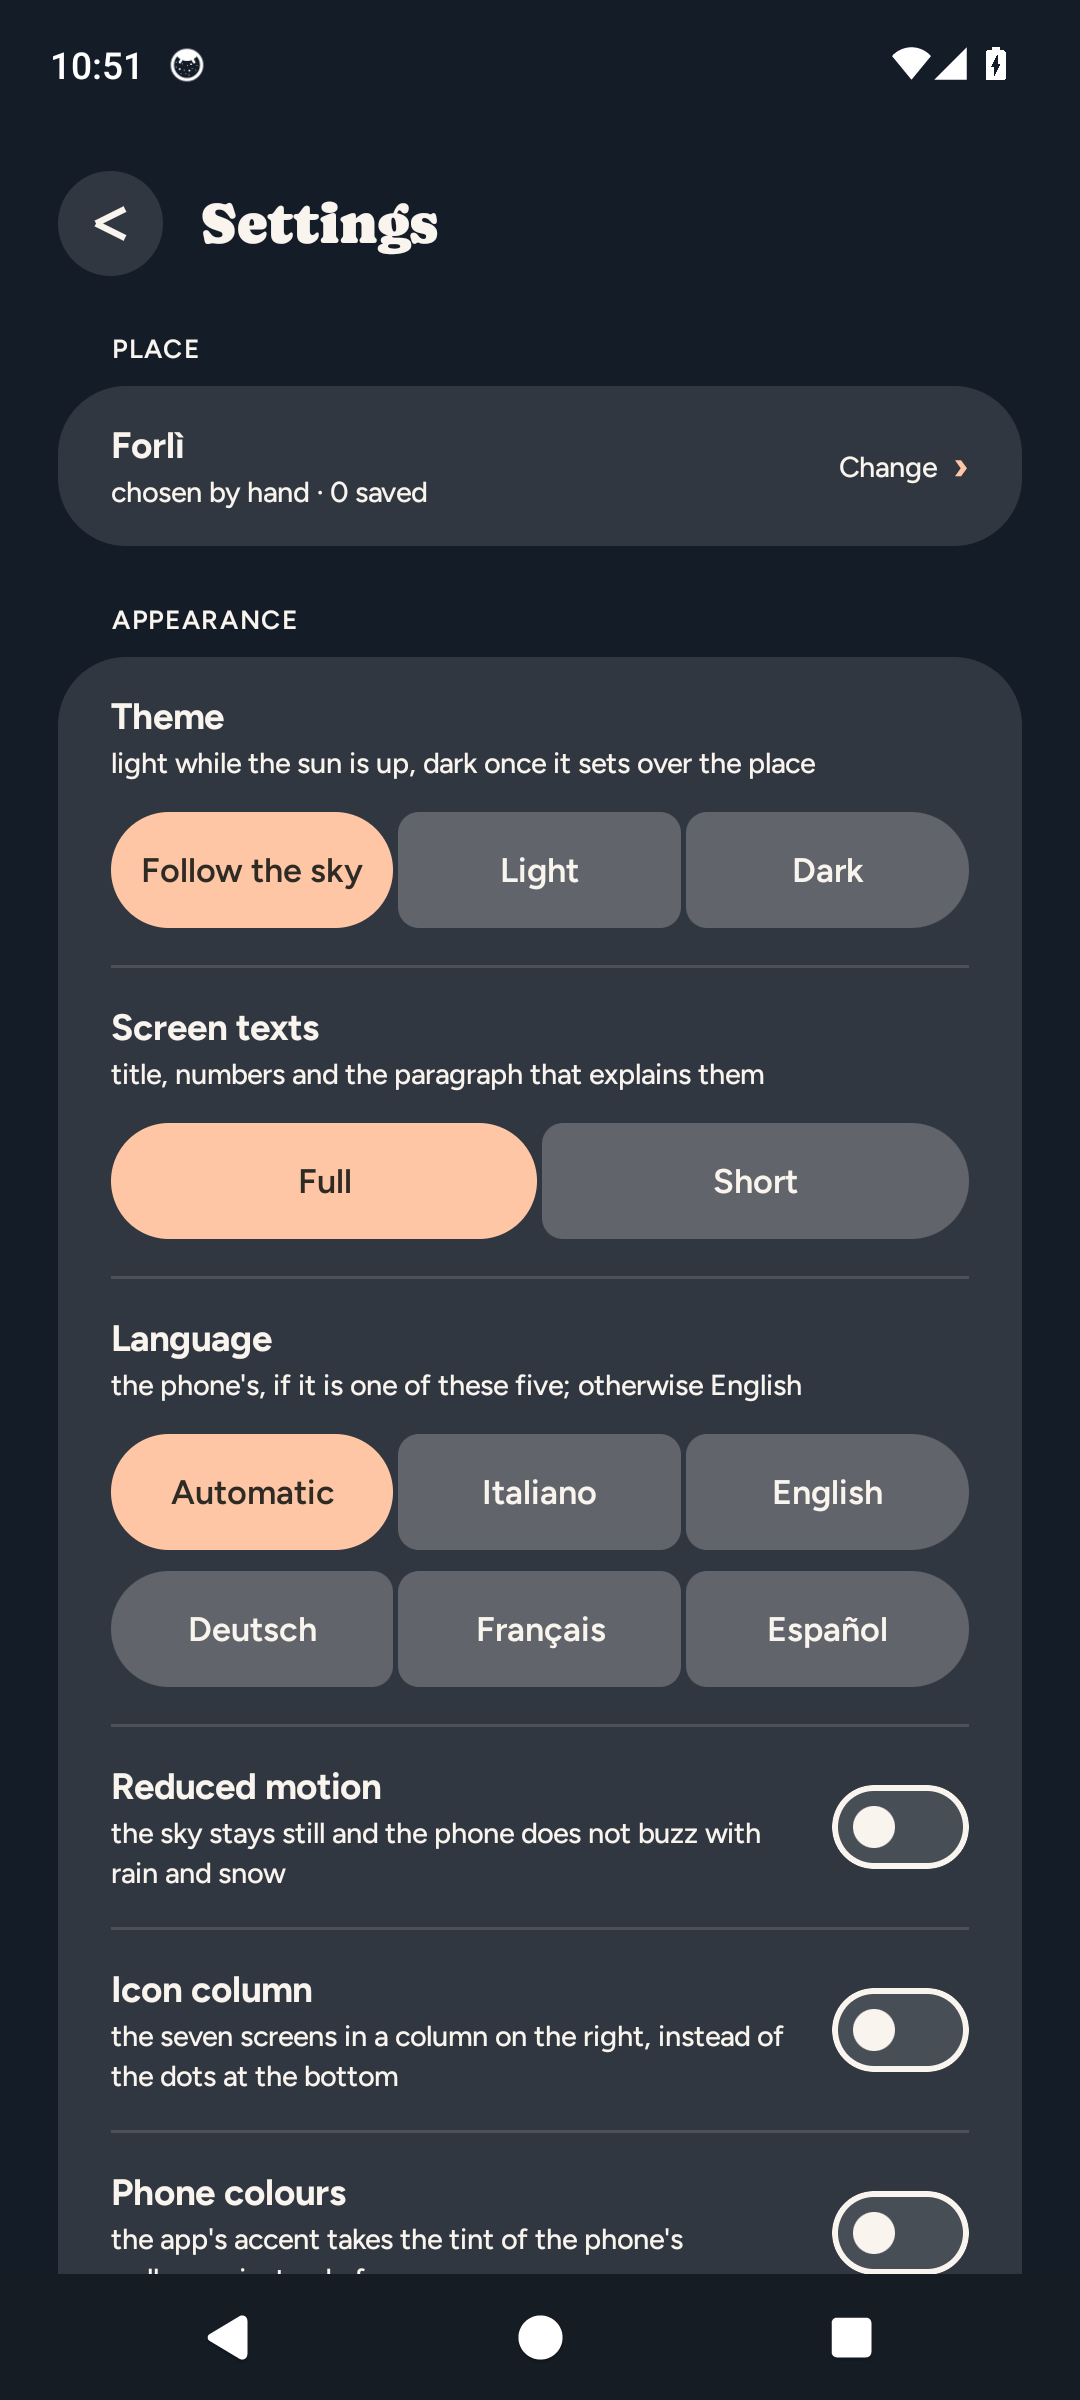 10:51
Settings
PLACE
Forlì
chosen by hand · 0 saved
Change ›
APPEARANCE
Theme
light while the sun is up, dark once it sets over the place
Follow the sky
Light
Dark
Screen texts
title, numbers and the paragraph that explains them
Full
Short
Language
the phone's, if it is one of these five; otherwise English
Automatic
Italiano
English
Deutsch
Français
Español
Reduced motion
the sky stays still and the phone does not buzz with
rain and snow
Icon column
the seven screens in a column on the right, instead of
the dots at the bottom
Phone colours
the app's accent takes the tint of the phone's